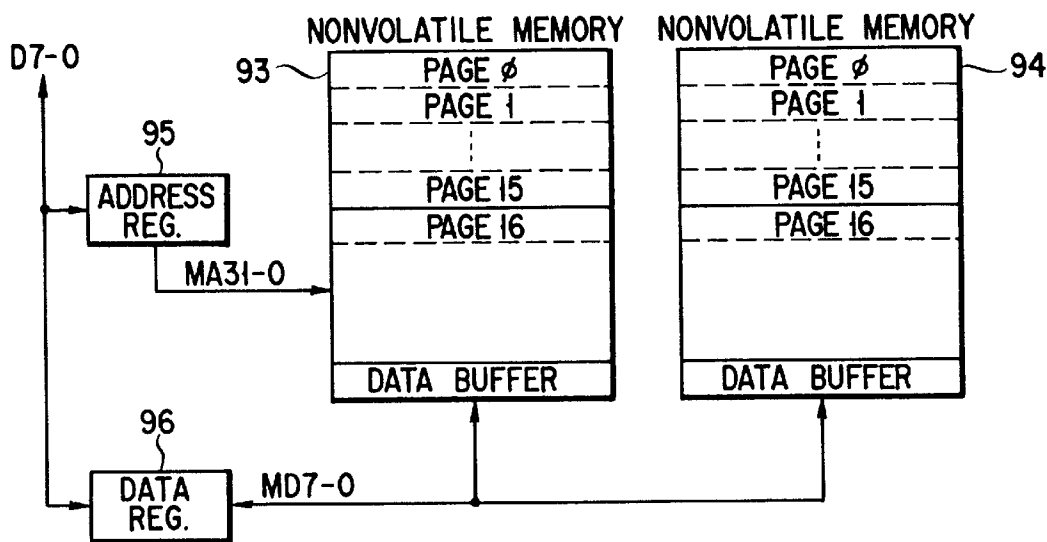 NONVOLATILE MEMORY
NONVOLATILE MEMORY
D7-0
93
94
PAGE ϕ
PAGE 1
PAGE 15
PAGE 16
DATA BUFFER
PAGE ϕ
PAGE 1
PAGE 15
PAGE 16
DATA BUFFER
95
ADDRESS
REG.
MA31-0
96
DATA
REG.
MD7-0